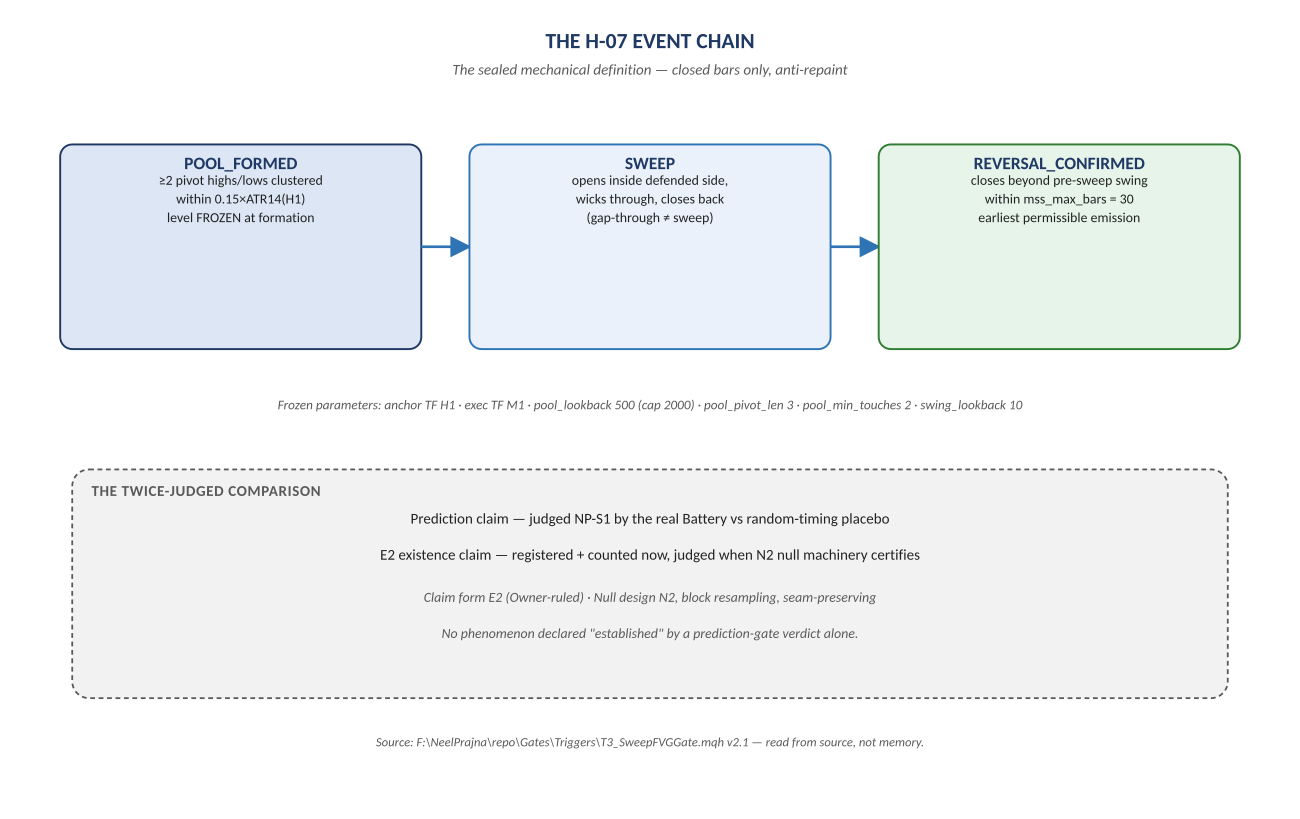 THE H-07 EVENT CHAIN
The sealed mechanical definition — closed bars only, anti-repaint
POOL_FORMED
≥2 pivot highs/lows clustered
within 0.15×ATR14(H1)
level FROZEN at formation
SWEEP
opens inside defended side,
wicks through, closes back
(gap-through ≠ sweep)
REVERSAL_CONFIRMED
closes beyond pre-sweep swing
within mss_max_bars = 30
earliest permissible emission
Frozen parameters: anchor TF H1 · exec TF M1 · pool_lookback 500 (cap 2000) · pool_pivot_len 3 · pool_min_touches 2 · swing_lookback 10
THE TWICE-JUDGED COMPARISON
Prediction claim — judged NP-S1 by the real Battery vs random-timing placebo
E2 existence claim — registered + counted now, judged when N2 null machinery certifies
Claim form E2 (Owner-ruled) · Null design N2, block resampling, seam-preserving
No phenomenon declared "established" by a prediction-gate verdict alone.
Source: F:\NeelPrajna\repo\Gates\Triggers\T3_SweepFVGGate.mqh v2.1 — read from source, not memory.